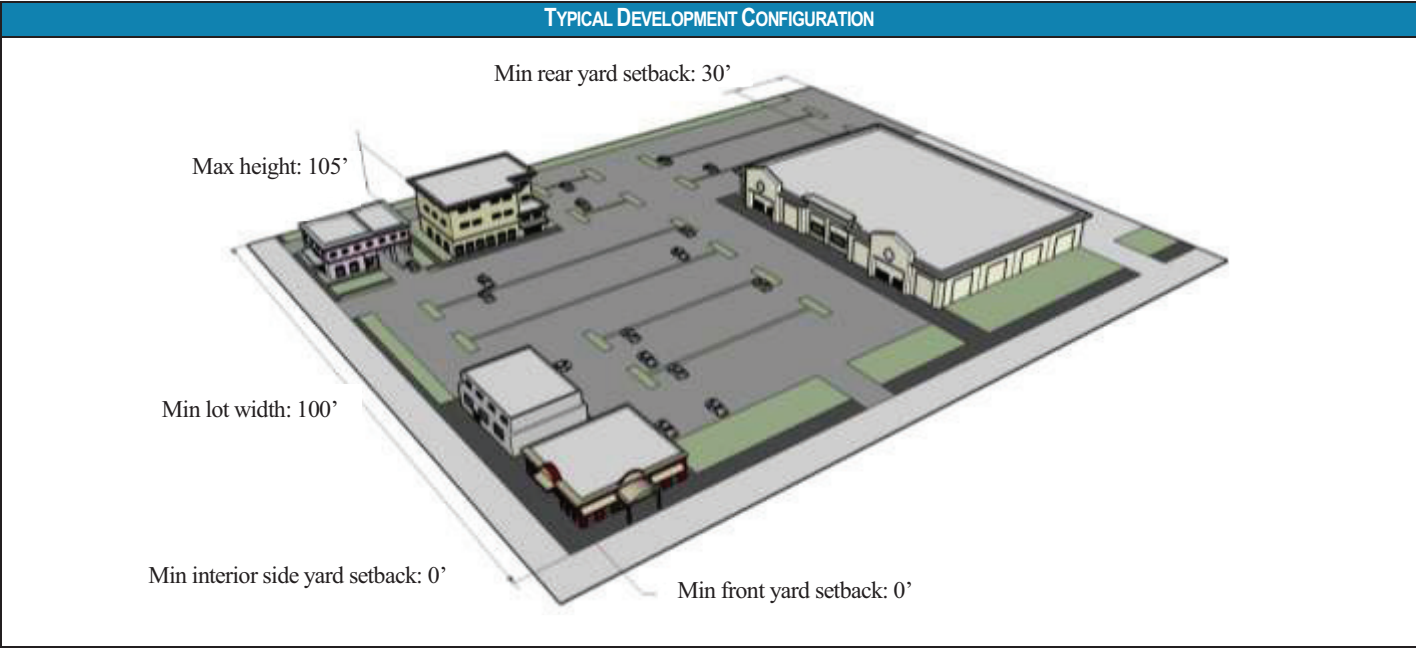 TYPICAL DEVELOPMENT CONFIGURATION
Min rear yard setback: 30’
Max height: 105’
Min lot width: 100’
Min interior side yard setback: 0’
Min front yard setback: 0’